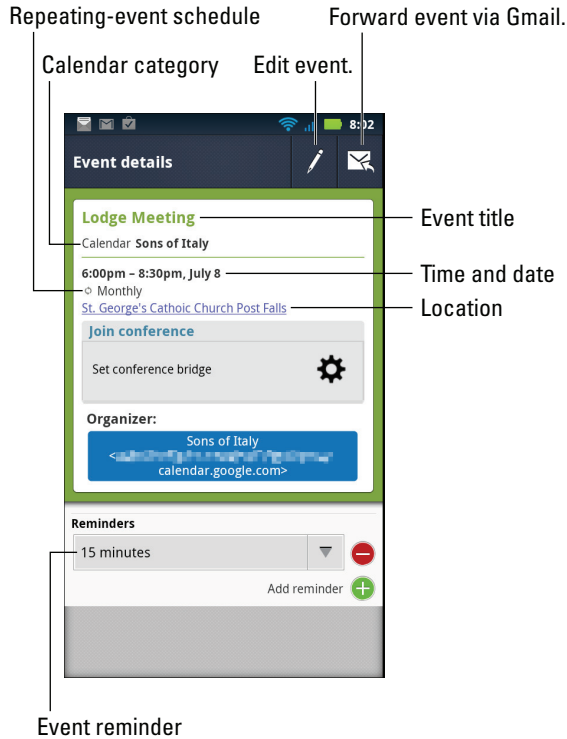 Repeating-event schedule
Forward event via Gmail.
Calendar category
Edit event.
8:02
Event details
Lodge Meeting
Event title
Calendar Sons of Italy
6:00pm – 8:30pm, July 8
Time and date
Monthly
St. George's Cathoic Church Post Falls
Location
Join conference
Set conference bridge
Organizer:
Sons of Italy
<
calendar.google.com>
Reminders
15 minutes
Add reminder
Event reminder